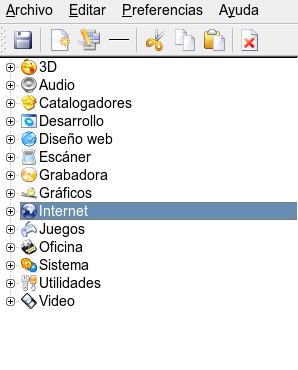 Archivo Editar Preferencias Ayuda
3D
Audio
Catalogadores
Desarrollo
Diseño web
Escáner
Grabadora
Gráficos
Internet
Juegos
Oficina
Sistema
Utilidades
Video